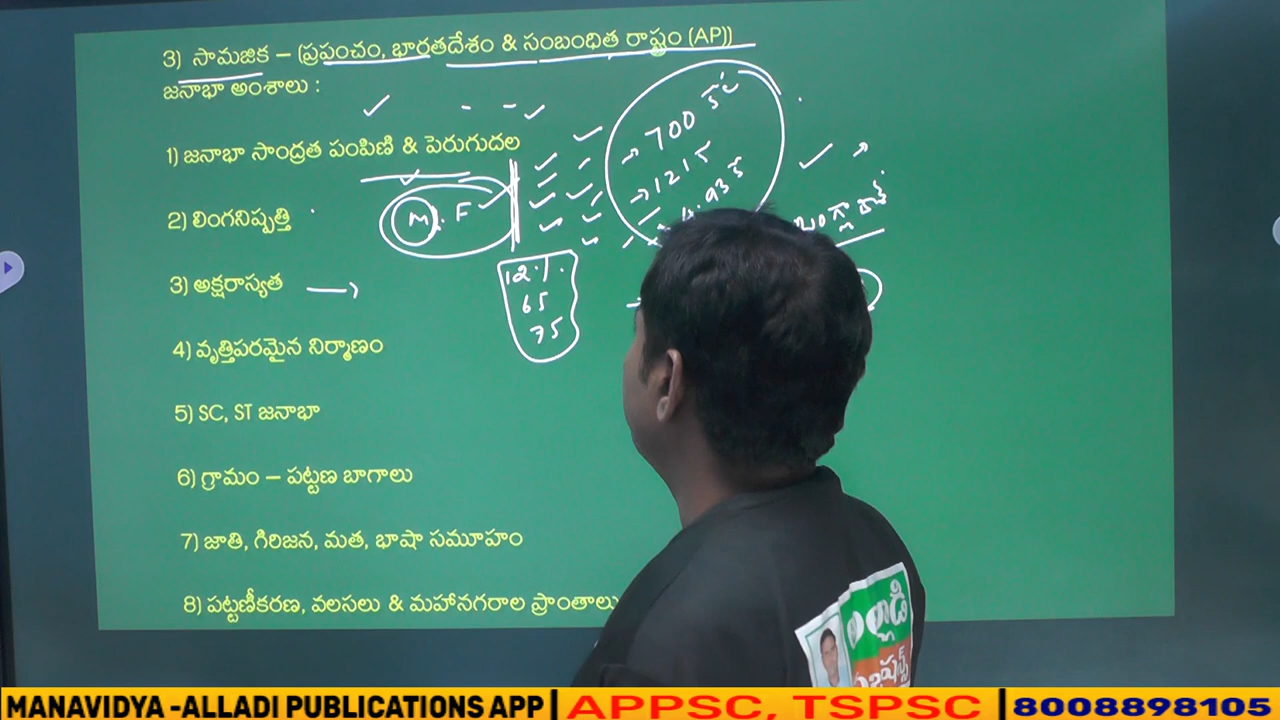 3) సామజిక – (ప్రపంచం, భారతదేశం & సంబంధిత రాష్ట్రం (AP))
జనాభా అంశాలు :
1) జనాభా సాంద్రత పంపిణి & పెరుగుదల
2) లింగనిష్పత్తి
3) అక్షరాస్యత
4) వృత్తిపరమైన నిర్మాణం
5) SC, ST జనాభా
6) గ్రామం – పట్టణ బాగాలు
7) జాతి, గిరిజన, మత, భాషా సమూహం
8) పట్టణీకరణ, వలసలు & మహానగరాల ప్రాంతాలు
M. F
12%.
65
75
700
1215
అల్లాడి
MANAVIDYA -ALLADI PUBLICATIONS APP | APPSC, TSPSC | 8008898105